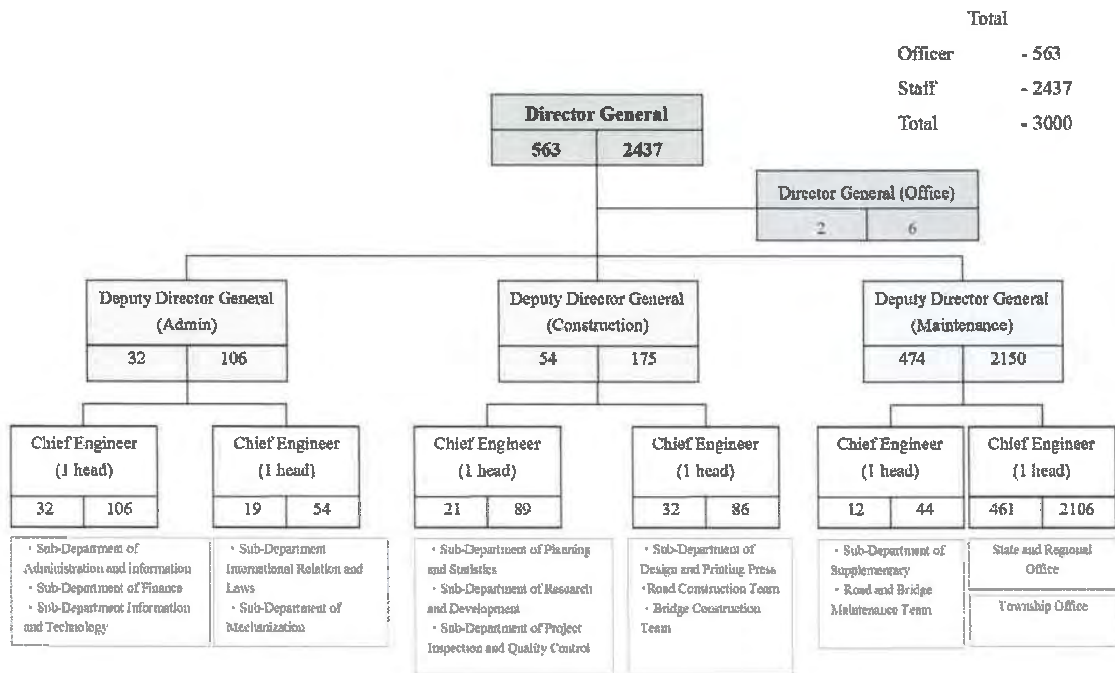 Total
Officer - 563
Staff - 2437
Total - 3000
Director General
563 2437
Director General (Office)
2 6
Deputy Director General
(Admin)
32 106
Deputy Director General
(Construction)
54 175
Deputy Director General
(Maintenance)
474 2150
Chief Engineer
(1 head)
32 106
Chief Engineer
(1 head)
19 54
Chief Engineer
(1 head)
21 89
Chief Engineer
(1 head)
32 86
Chief Engineer
(1 head)
12 44
Chief Engineer
(1 head)
461 2106
• Sub-Department of
Administration and information
• Sub-Department of Finance
• Sub-Department Information
and Technology
• Sub-Department
International Relation and
Laws
• Sub-Department of
Mechanization
• Sub-Department of Planning
and Statistics
• Sub-Department of Research
and Development
• Sub-Department of Project
Inspection and Quality Control
• Sub-Department of
Design and Printing Press
•Road Construction Team
• Bridge Construction
Team
• Sub-Department of
Supplementary
• Road and Bridge
Maintenance Team
State and Regional
Office
Township Office